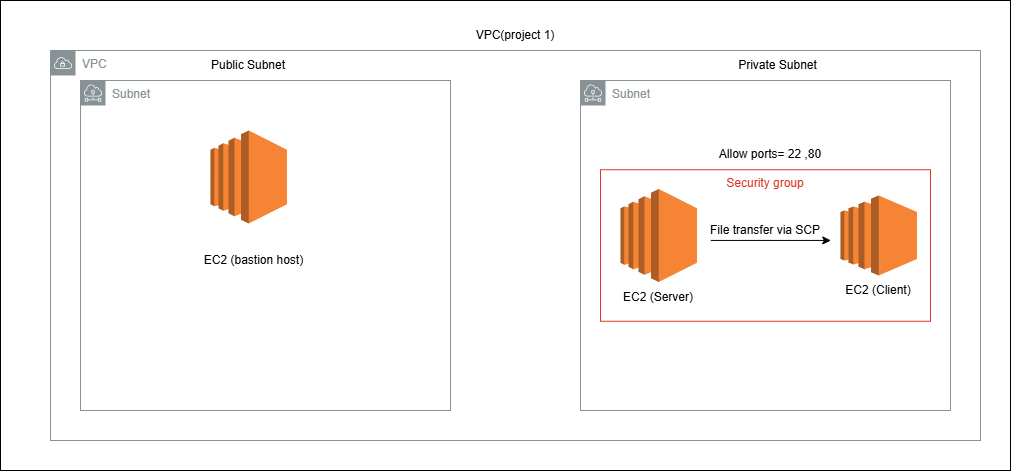 VPC(project 1)
VPC
Public Subnet
Private Subnet
Subnet
Subnet
Allow ports= 22 ,80
Security group
File transfer via SCP
EC2 (bastion host)
EC2 (Server)
EC2 (Client)